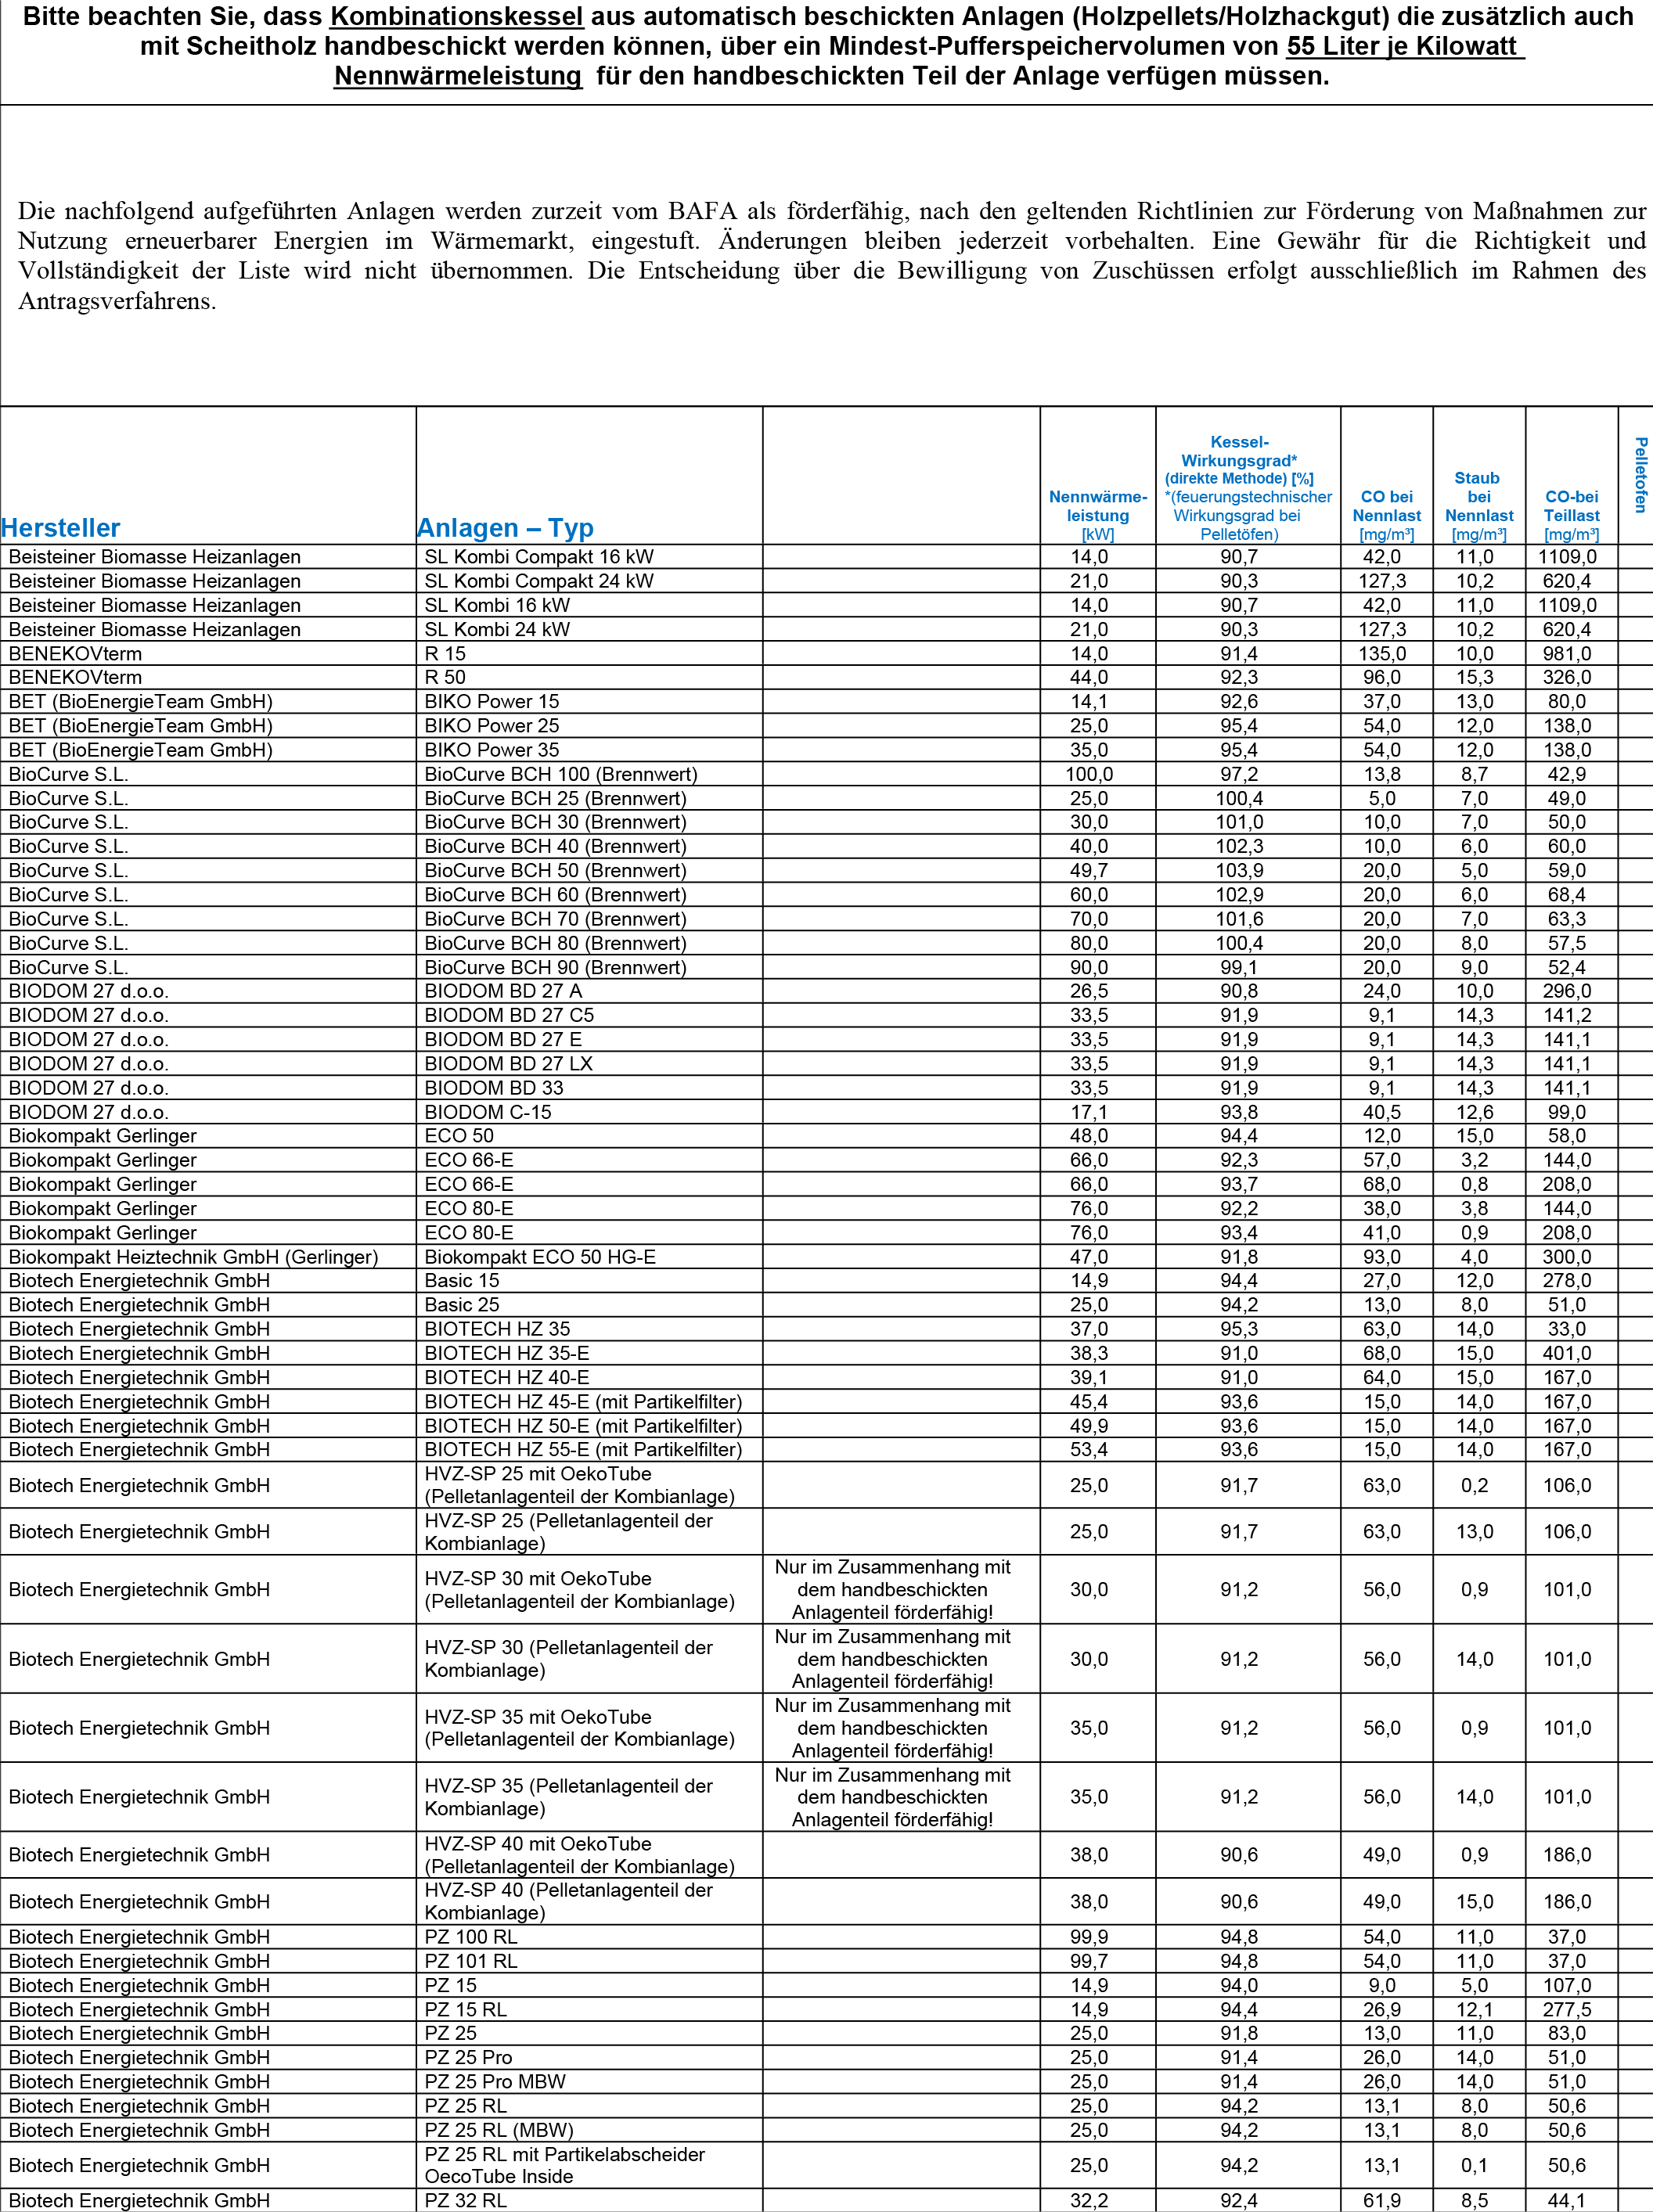 Bitte beachten Sie, dass Kombinationskessel aus automatisch beschickten Anlagen (Holzpellets/Holzhackgut) die zusätzlich auch
mit Scheitholz handbeschickt werden können, über ein Mindest-Pufferspeichervolumen von 55 Liter je Kilowatt
Nennwärmeleistung für den handbeschickten Teil der Anlage verfügen müssen.
Die nachfolgend aufgeführten Anlagen werden zurzeit vom BAFA als förderfähig, nach den geltenden Richtlinien zur Förderung von Maßnahmen zur
Nutzung erneuerbarer Energien im Wärmemarkt, eingestuft. Änderungen bleiben jederzeit vorbehalten. Eine Gewähr für die Richtigkeit und
Vollständigkeit der Liste wird nicht übernommen. Die Entscheidung über die Bewilligung von Zuschüssen erfolgt ausschließlich im Rahmen des
Antragsverfahrens.
Hersteller
Anlagen – Typ
Nennwärme-
leistung
[kW]
Kessel-
Wirkungsgrad*
(direkte Methode) [%]
*(feuerungstechnischer
Wirkungsgrad bei
Pelletöfen)
CO bei
Nennlast
[mg/m³]
Staub
bei
Nennlast
[mg/m³]
CO-bei
Teillast
[mg/m³]
Pelletofen
Beisteiner Biomasse Heizanlagen SL Kombi Compakt 16 kW 14,0 90,7 42,0 11,0 1109,0
Beisteiner Biomasse Heizanlagen SL Kombi Compakt 24 kW 21,0 90,3 127,3 10,2 620,4
Beisteiner Biomasse Heizanlagen SL Kombi 16 kW 14,0 90,7 42,0 11,0 1109,0
Beisteiner Biomasse Heizanlagen SL Kombi 24 kW 21,0 90,3 127,3 10,2 620,4
BENEKOVterm R 15 14,0 91,4 135,0 10,0 981,0
BENEKOVterm R 50 44,0 92,3 96,0 15,3 326,0
BET (BioEnergieTeam GmbH) BIKO Power 15 14,1 92,6 37,0 13,0 80,0
BET (BioEnergieTeam GmbH) BIKO Power 25 25,0 95,4 54,0 12,0 138,0
BET (BioEnergieTeam GmbH) BIKO Power 35 35,0 95,4 54,0 12,0 138,0
BioCurve S.L. BioCurve BCH 100 (Brennwert) 100,0 97,2 13,8 8,7 42,9
BioCurve S.L. BioCurve BCH 25 (Brennwert) 25,0 100,4 5,0 7,0 49,0
BioCurve S.L. BioCurve BCH 30 (Brennwert) 30,0 101,0 10,0 7,0 50,0
BioCurve S.L. BioCurve BCH 40 (Brennwert) 40,0 102,3 10,0 6,0 60,0
BioCurve S.L. BioCurve BCH 50 (Brennwert) 49,7 103,9 20,0 5,0 59,0
BioCurve S.L. BioCurve BCH 60 (Brennwert) 60,0 102,9 20,0 6,0 68,4
BioCurve S.L. BioCurve BCH 70 (Brennwert) 70,0 101,6 20,0 7,0 63,3
BioCurve S.L. BioCurve BCH 80 (Brennwert) 80,0 100,4 20,0 8,0 57,5
BioCurve S.L. BioCurve BCH 90 (Brennwert) 90,0 99,1 20,0 9,0 52,4
BIODOM 27 d.o.o. BIODOM BD 27 A 26,5 90,8 24,0 10,0 296,0
BIODOM 27 d.o.o. BIODOM BD 27 C5 33,5 91,9 9,1 14,3 141,2
BIODOM 27 d.o.o. BIODOM BD 27 E 33,5 91,9 9,1 14,3 141,1
BIODOM 27 d.o.o. BIODOM BD 27 LX 33,5 91,9 9,1 14,3 141,1
BIODOM 27 d.o.o. BIODOM BD 33 33,5 91,9 9,1 14,3 141,1
BIODOM 27 d.o.o. BIODOM C-15 17,1 93,8 40,5 12,6 99,0
Biokompakt Gerlinger ECO 50 48,0 94,4 12,0 15,0 58,0
Biokompakt Gerlinger ECO 66-E 66,0 92,3 57,0 3,2 144,0
Biokompakt Gerlinger ECO 66-E 66,0 93,7 68,0 0,8 208,0
Biokompakt Gerlinger ECO 80-E 76,0 92,2 38,0 3,8 144,0
Biokompakt Gerlinger ECO 80-E 76,0 93,4 41,0 0,9 208,0
Biokompakt Heiztechnik GmbH (Gerlinger) Biokompakt ECO 50 HG-E 47,0 91,8 93,0 4,0 300,0
Biotech Energietechnik GmbH Basic 15 14,9 94,4 27,0 12,0 278,0
Biotech Energietechnik GmbH Basic 25 25,0 94,2 13,0 8,0 51,0
Biotech Energietechnik GmbH BIOTECH HZ 35 37,0 95,3 63,0 14,0 33,0
Biotech Energietechnik GmbH BIOTECH HZ 35-E 38,3 91,0 68,0 15,0 401,0
Biotech Energietechnik GmbH BIOTECH HZ 40-E 39,1 91,0 64,0 15,0 167,0
Biotech Energietechnik GmbH BIOTECH HZ 45-E (mit Partikelfilter) 45,4 93,6 15,0 14,0 167,0
Biotech Energietechnik GmbH BIOTECH HZ 50-E (mit Partikelfilter) 49,9 93,6 15,0 14,0 167,0
Biotech Energietechnik GmbH BIOTECH HZ 55-E (mit Partikelfilter) 53,4 93,6 15,0 14,0 167,0
HVZ-SP 25 mit OekoTube
Biotech Energietechnik GmbH (Pelletanlagenteil der Kombianlage) 25,0 91,7 63,0 0,2 106,0
HVZ-SP 25 (Pelletanlagenteil der
Biotech Energietechnik GmbH Kombianlage) 25,0 91,7 63,0 13,0 106,0
Nur im Zusammenhang mit
HVZ-SP 30 mit OekoTube
Biotech Energietechnik GmbH (Pelletanlagenteil der Kombianlage) dem handbeschickten 30,0 91,2 56,0 0,9 101,0
Anlagenteil förderfähig!
Nur im Zusammenhang mit
HVZ-SP 30 (Pelletanlagenteil der
Biotech Energietechnik GmbH Kombianlage) dem handbeschickten 30,0 91,2 56,0 14,0 101,0
Anlagenteil förderfähig!
Nur im Zusammenhang mit
HVZ-SP 35 mit OekoTube
Biotech Energietechnik GmbH (Pelletanlagenteil der Kombianlage) dem handbeschickten 35,0 91,2 56,0 0,9 101,0
Anlagenteil förderfähig!
Nur im Zusammenhang mit
HVZ-SP 35 (Pelletanlagenteil der
Biotech Energietechnik GmbH Kombianlage) dem handbeschickten 35,0 91,2 56,0 14,0 101,0
Anlagenteil förderfähig!
HVZ-SP 40 mit OekoTube
Biotech Energietechnik GmbH (Pelletanlagenteil der Kombianlage) 38,0 90,6 49,0 0,9 186,0
HVZ-SP 40 (Pelletanlagenteil der
Biotech Energietechnik GmbH Kombianlage) 38,0 90,6 49,0 15,0 186,0
Biotech Energietechnik GmbH PZ 100 RL 99,9 94,8 54,0 11,0 37,0
Biotech Energietechnik GmbH PZ 101 RL 99,7 94,8 54,0 11,0 37,0
Biotech Energietechnik GmbH PZ 15 14,9 94,0 9,0 5,0 107,0
Biotech Energietechnik GmbH PZ 15 RL 14,9 94,4 26,9 12,1 277,5
Biotech Energietechnik GmbH PZ 25 25,0 91,8 13,0 11,0 83,0
Biotech Energietechnik GmbH PZ 25 Pro 25,0 91,4 26,0 14,0 51,0
Biotech Energietechnik GmbH PZ 25 Pro MBW 25,0 91,4 26,0 14,0 51,0
Biotech Energietechnik GmbH PZ 25 RL 25,0 94,2 13,1 8,0 50,6
Biotech Energietechnik GmbH PZ 25 RL (MBW) 25,0 94,2 13,1 8,0 50,6
PZ 25 RL mit Partikelabscheider
Biotech Energietechnik GmbH OecoTube Inside 25,0 94,2 13,1 0,1 50,6
Biotech Energietechnik GmbH PZ 32 RL 32,2 92,4 61,9 8,5 44,1